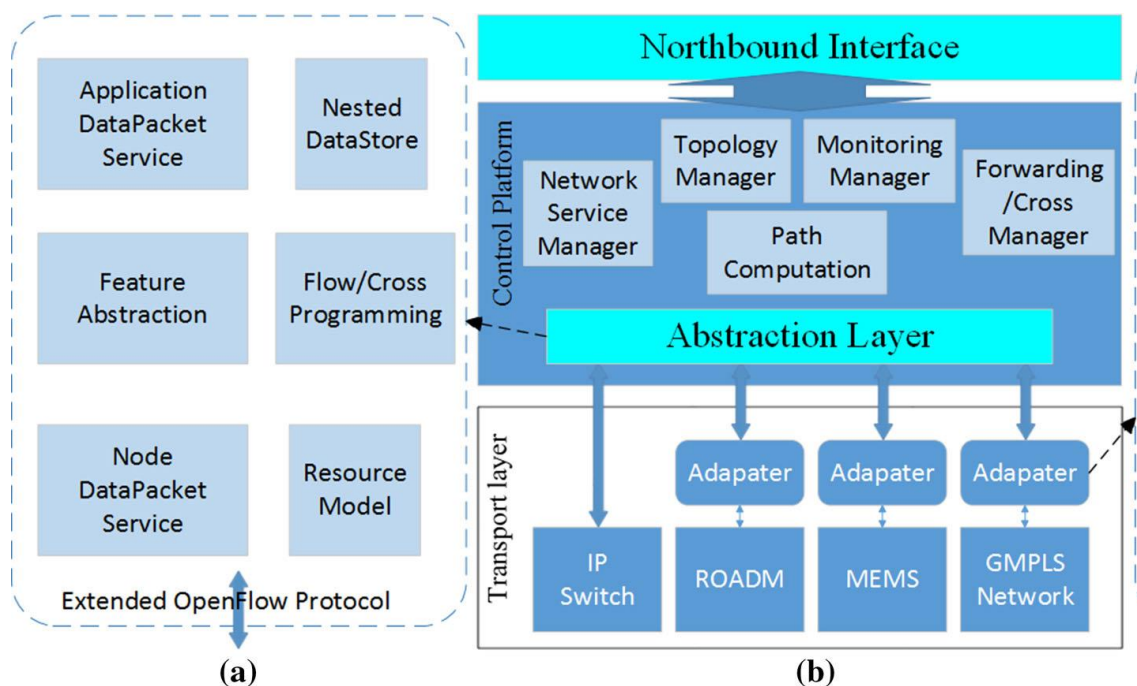 Application
DataPacket
Service
Nested
DataStore
Feature
Abstraction
Flow/Cross
Programming
Node
DataPacket
Service
Resource
Model
Extended OpenFlow Protocol
(a)
Northbound Interface
Control Platform
Network
Service
Manager
Topology
Manager
Monitoring
Manager
Forwarding
/Cross
Manager
Path
Computation
Abstraction Layer
Transport layer
Adapater
Adapater
Adapater
IP
Switch
ROADM
MEMS
GMPLS
Network
(b)